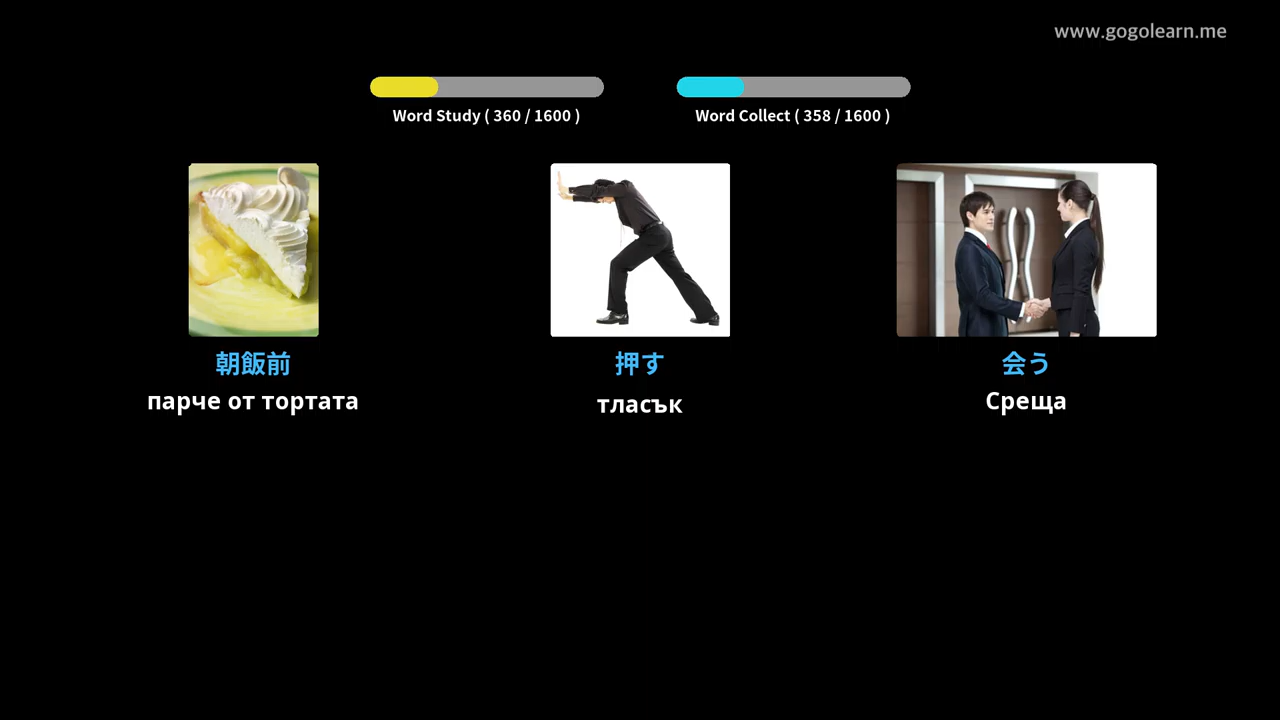 www.gogolearn.me
Word Study ( 360 / 1600 )
Word Collect ( 358 / 1600 )
朝飯前
押す
会う
парче от тортата
тласък
Среща